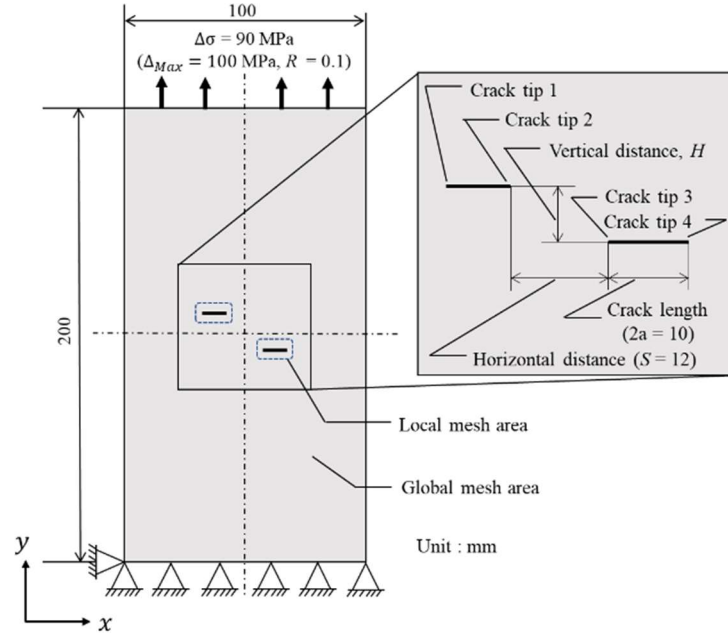 100
Δσ = 90 MPa
(Δ_Max = 100 MPa, R = 0.1)
Crack tip 1
Crack tip 2
Vertical distance, H
Crack tip 3
Crack tip 4
Crack length
(2a = 10)
Horizontal distance (S = 12)
200
Local mesh area
Global mesh area
Unit : mm
y
x